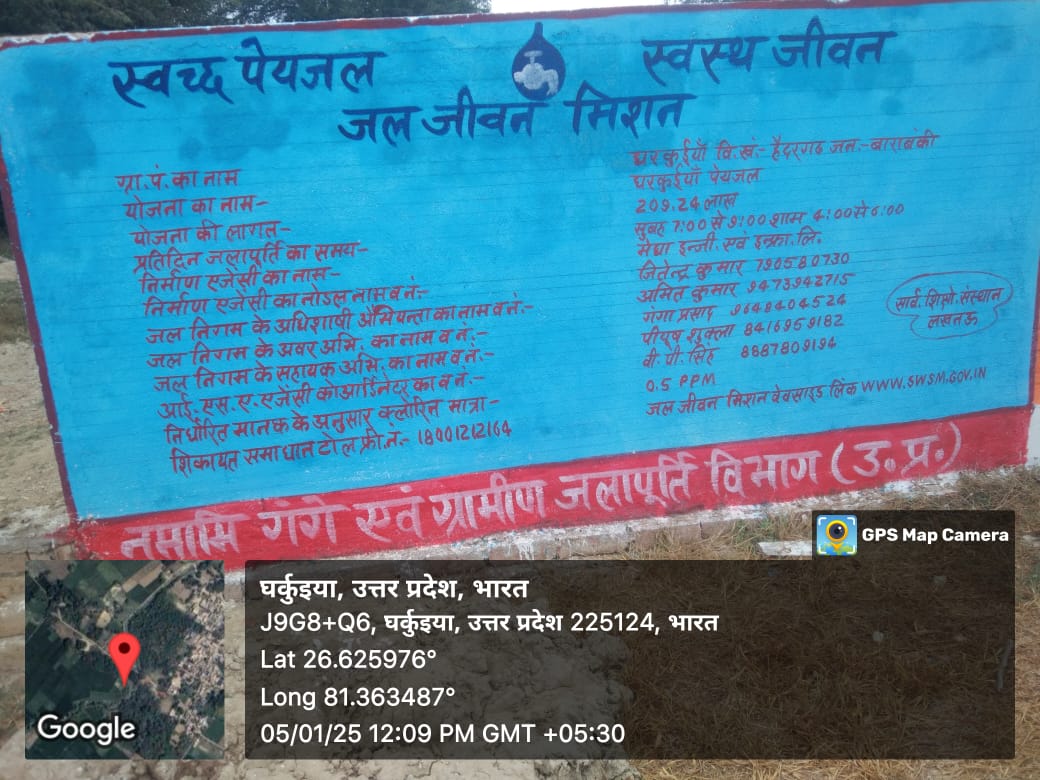 स्वच्छ पेयजल स्वस्थ जीवन
जल जीवन मिशन
ग्रा.पं.का नाम घरकुईयाँ वि.खं:- हैदरगढ जन:- बाराबंकी
योजना का नाम- घरकुईयाँ पेयजल
योजना की लागत- 209.24 लाख
प्रतिदिन जलापूर्ति का समय- सुबह 7:00 से 9:00 शाम 4:00 से 6:00
निर्माण एजेंसी का नाम- मेघा इन्जी. एवं इन्फ्रा. लि.
निर्माण एजेंसी का नोडल नाम व नं:- जितेन्द्र कुमार 7905580730
जल निगम के अधिशाषी अभियन्ता का नाम व नं:- अमित कुमार 9473942715
जल निगम के अवर अभि. का नाम व नं:- गंगा प्रसाद 9648404524
जल निगम के सहायक अभि. का नाम व नं:- पीयूष शुक्ला 8416959182
आई.एस.ए.एजेंसी कोआर्डिनेटर का व नं:- वी.पी.सिंह 8887809194
सार्व. शिक्षो. संस्थान
लखनऊ
निर्धारित मानक के अनुसार क्लोरिन मात्रा- 0.5 PPM
शिकायत समाधान टोल फ्री.नं:- 18001212164 जल जीवन मिशन वेवसाइड लिंक WWW.SWSM.GOV.IN
नमामि गंगे एवं ग्रामीण जलापूर्ति विभाग (उ.प्र.)
GPS Map Camera
घर्कुइया, उत्तर प्रदेश, भारत
J9G8+Q6, घर्कुइया, उत्तर प्रदेश 225124, भारत
Lat 26.625976°
Long 81.363487°
05/01/25 12:09 PM GMT +05:30
Google